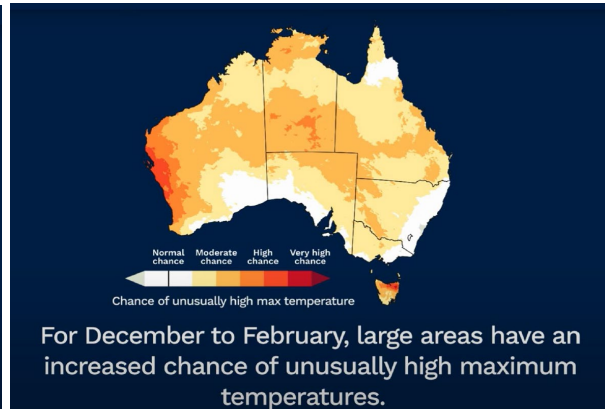 Normal chance
Moderate chance
High chance
Very high chance
Chance of unusually high max temperature
For December to February, large areas have an
increased chance of unusually high maximum
temperatures.